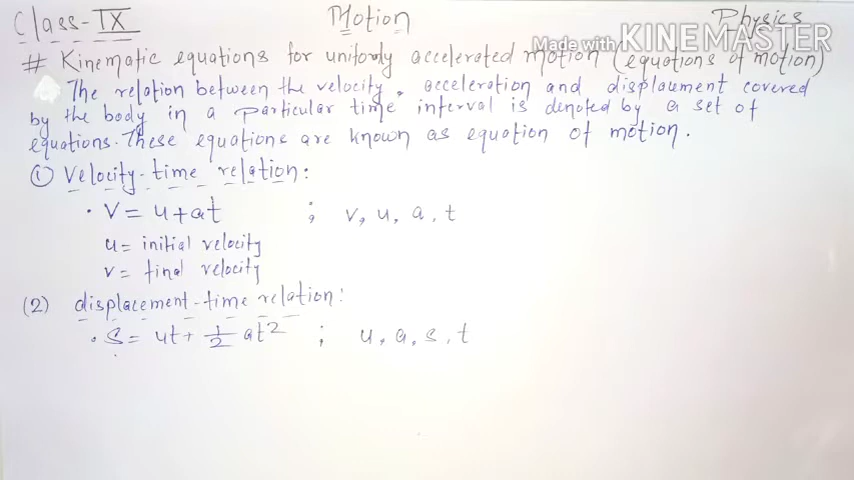 Class-IX Motion Physics
Made with KINEMASTER
# Kinematic equations for uniformly accelerated motion (equations of motion)
The relation between the velocity, acceleration and displacement covered
by the body in a particular time interval is denoted by a set of
equations. These equations are known as equation of motion.
① Velocity-time relation:
• V = u + at ; v, u, a, t
u = initial velocity
v = final velocity
(2) displacement-time relation:
• S = ut + 1/2 at² ; u, a, s, t